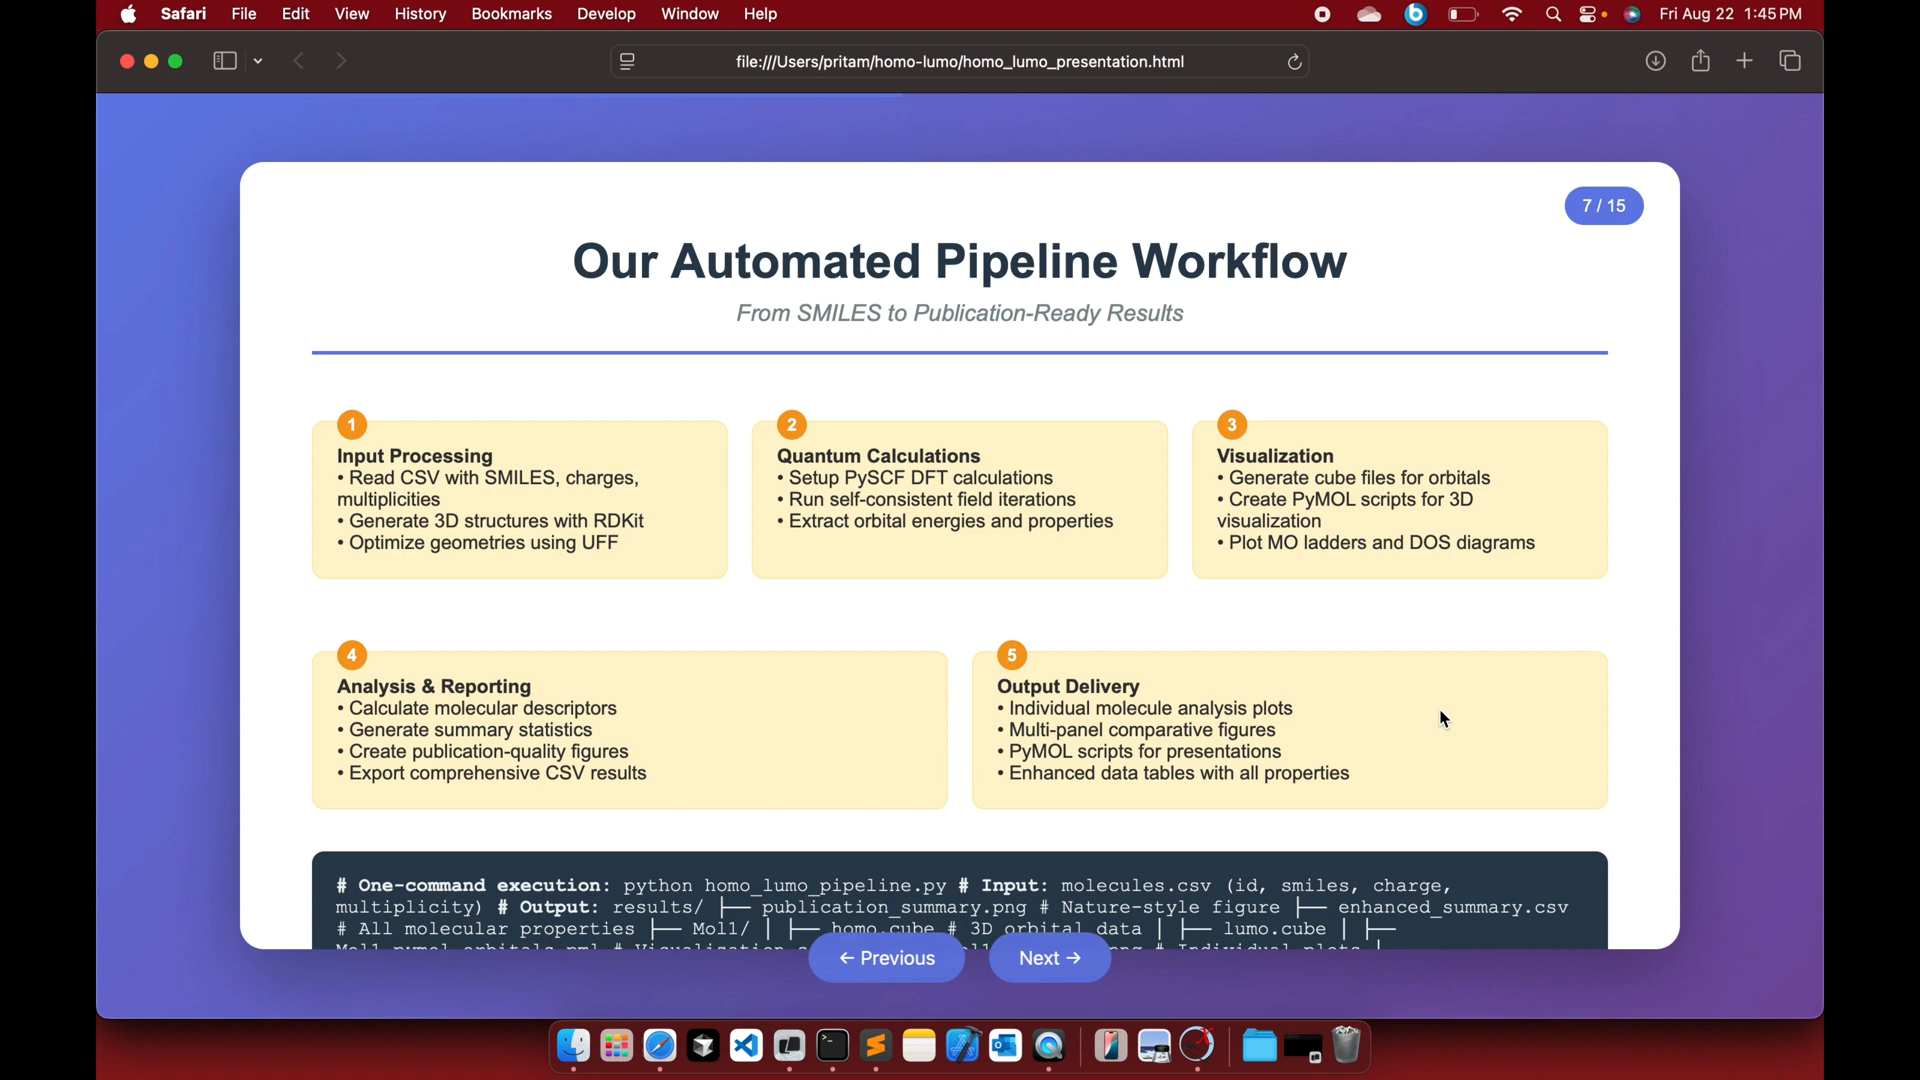 Safari File Edit View History Bookmarks Develop Window Help Fri Aug 22 1:45 PM
file:///Users/pritam/homo-lumo/homo_lumo_presentation.html
7 / 15
Our Automated Pipeline Workflow
From SMILES to Publication-Ready Results
1
Input Processing
• Read CSV with SMILES, charges,
multiplicities
• Generate 3D structures with RDKit
• Optimize geometries using UFF
2
Quantum Calculations
• Setup PySCF DFT calculations
• Run self-consistent field iterations
• Extract orbital energies and properties
3
Visualization
• Generate cube files for orbitals
• Create PyMOL scripts for 3D
visualization
• Plot MO ladders and DOS diagrams
4
Analysis & Reporting
• Calculate molecular descriptors
• Generate summary statistics
• Create publication-quality figures
• Export comprehensive CSV results
5
Output Delivery
• Individual molecule analysis plots
• Multi-panel comparative figures
• PyMOL scripts for presentations
• Enhanced data tables with all properties
# One-command execution: python homo_lumo_pipeline.py # Input: molecules.csv (id, smiles, charge,
multiplicity) # Output: results/ ├── publication_summary.png # Nature-style figure ├── enhanced_summary.csv
# All molecular properties ├── Mol1/ │ ├── homo.cube # 3D orbital data │ ├── lumo.cube │ ├──
← Previous
Next →